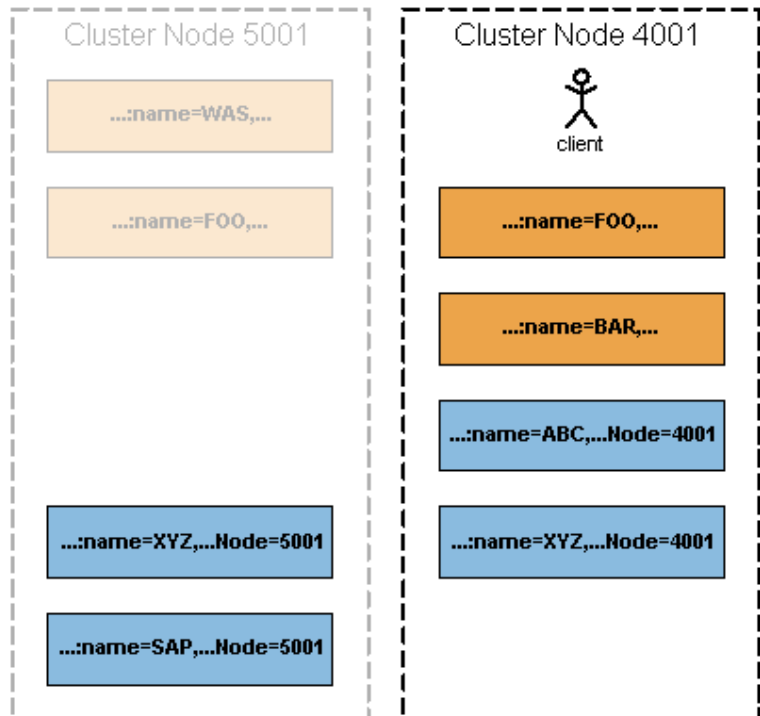 Cluster Node 5001
...:name=WAS,...
...:name=FOO,...
...:name=XYZ,...Node=5001
...:name=SAP,...Node=5001
Cluster Node 4001
client
...:name=FOO,...
...:name=BAR,...
...:name=ABC,...Node=4001
...:name=XYZ,...Node=4001